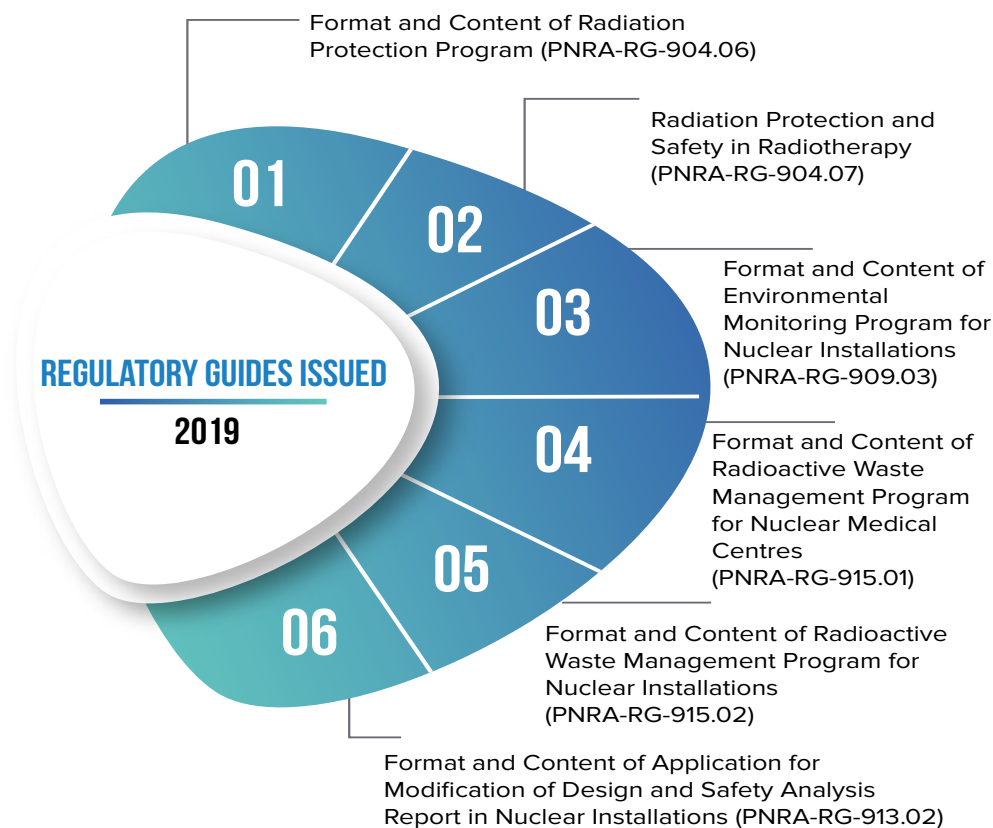 Format and Content of Radiation
Protection Program (PNRA-RG-904.06)
01
Radiation Protection and
Safety in Radiotherapy
(PNRA-RG-904.07)
02
Format and Content of
Environmental
Monitoring Program for
Nuclear Installations
(PNRA-RG-909.03)
03
REGULATORY GUIDES ISSUED
2019
04
Format and Content of
Radioactive Waste
Management Program
for Nuclear Medical
Centres
(PNRA-RG-915.01)
05
Format and Content of Radioactive
Waste Management Program for
Nuclear Installations
(PNRA-RG-915.02)
06
Format and Content of Application for
Modification of Design and Safety Analysis
Report in Nuclear Installations (PNRA-RG-913.02)